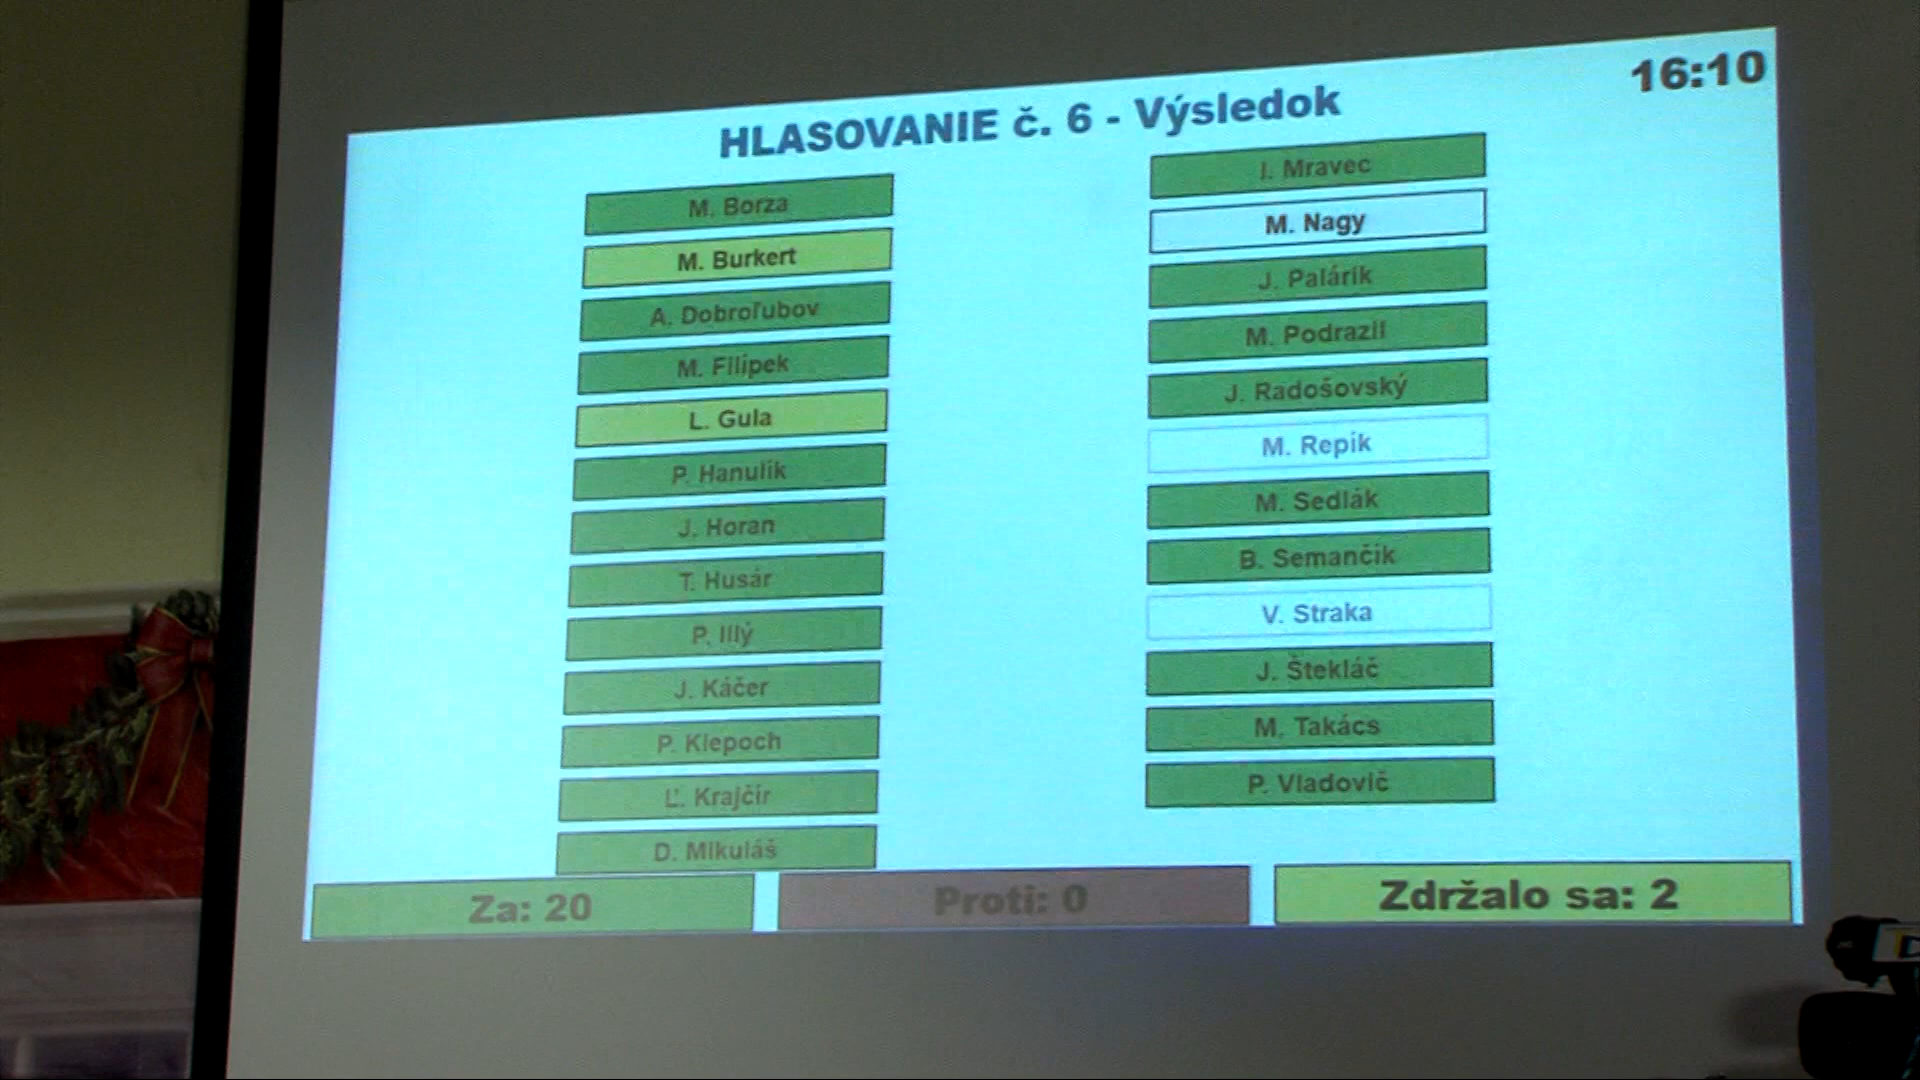 16:10
HLASOVANIE č. 6 - Výsledok
M. Borza
M. Burkert
A. Dobroľubov
M. Filípek
L. Gula
P. Hanulík
J. Horan
T. Husár
P. Illý
J. Káčer
P. Klepoch
Ľ. Krajčír
D. Mikuláš
I. Mravec
M. Nagy
J. Palárik
M. Podrazil
J. Radošovský
M. Repík
M. Sedlák
B. Semančík
V. Straka
J. Štekláč
M. Takács
P. Vladovič
Za: 20
Proti: 0
Zdržalo sa: 2